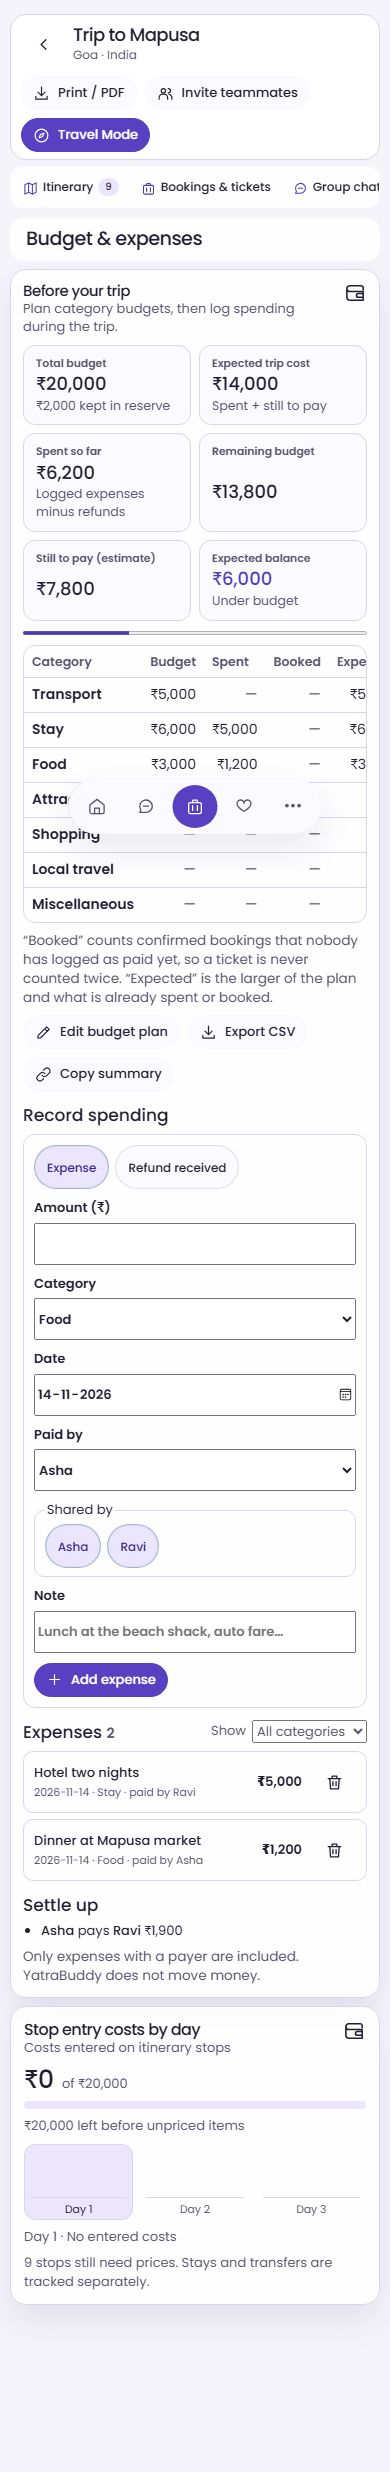 Trip to Mapusa
Goa · India
Print / PDF
Invite teammates
Travel Mode
Itinerary 9
Bookings & tickets
Group chat
Budget & expenses
Before your trip
Plan category budgets, then log spending
during the trip.
Total budget
₹20,000
₹2,000 kept in reserve
Expected trip cost
₹14,000
Spent + still to pay
Spent so far
₹6,200
Logged expenses
minus refunds
Remaining budget
₹13,800
Still to pay (estimate)
₹7,800
Expected balance
₹6,000
Under budget
Category Budget Spent Booked Expe
Transport ₹5,000 — — ₹5
Stay ₹6,000 ₹5,000 — ₹6
Food ₹3,000 ₹1,200 — ₹3
Attra
Shopping — —
Local travel — —
Miscellaneous — —
“Booked” counts confirmed bookings that nobody
has logged as paid yet, so a ticket is never
counted twice. “Expected” is the larger of the plan
and what is already spent or booked.
Edit budget plan
Export CSV
Copy summary
Record spending
Expense
Refund received
Amount (₹)
Category
Food
Date
14-11-2026
Paid by
Asha
Shared by
Asha
Ravi
Note
Lunch at the beach shack, auto fare…
Add expense
Expenses 2
Show All categories
Hotel two nights
2026-11-14 · Stay · paid by Ravi
₹5,000
Dinner at Mapusa market
2026-11-14 · Food · paid by Asha
₹1,200
Settle up
• Asha pays Ravi ₹1,900
Only expenses with a payer are included.
YatraBuddy does not move money.
Stop entry costs by day
Costs entered on itinerary stops
₹0 of ₹20,000
₹20,000 left before unpriced items
Day 1
Day 2
Day 3
Day 1 · No entered costs
9 stops still need prices. Stays and transfers are
tracked separately.